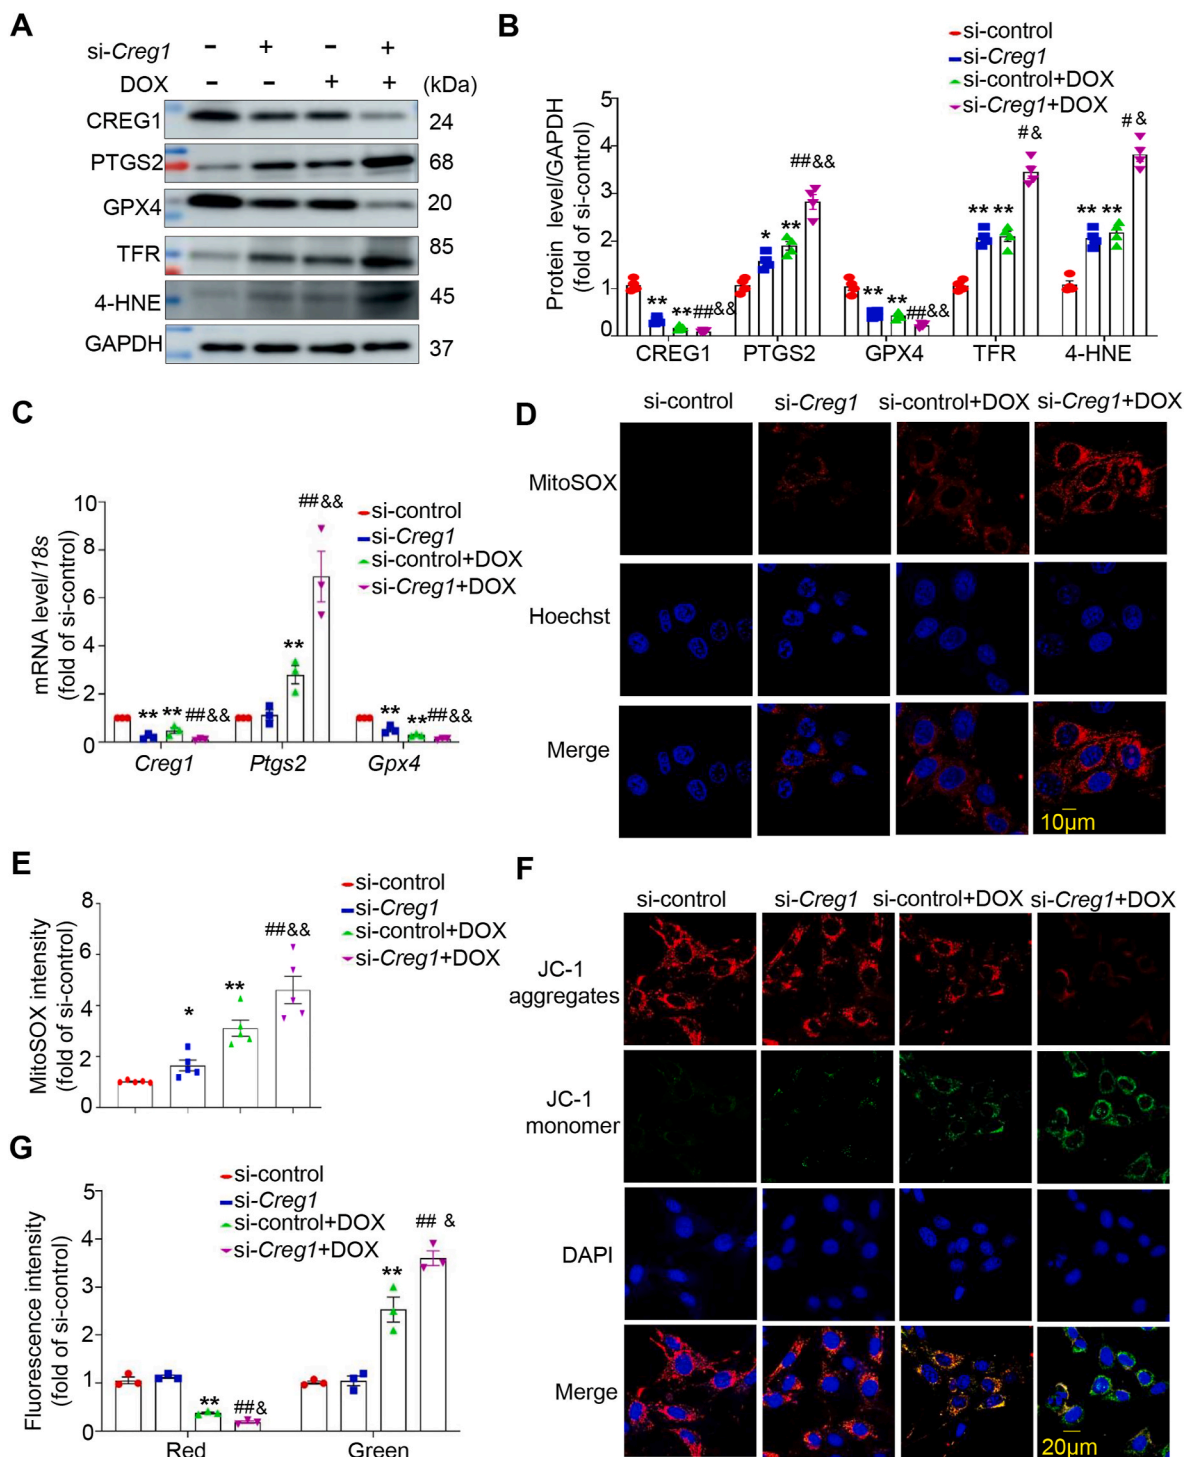 A
si-Creg1 - + - +
DOX - - + + (kDa)
CREG1 24
PTGS2 68
GPX4 20
TFR 85
4-HNE 45
GAPDH 37
B
si-control
si-Creg1
si-control+DOX
si-Creg1+DOX
Protein level/GAPDH
(fold of si-control)
5
4
3
2
1
0
** ** ##&&
* ** ##&&
** ** ##&&
** ** #&
** ** #&
CREG1 PTGS2 GPX4 TFR 4-HNE
C
mRNA level/18s
(fold of si-control)
10
8
6
4
2
0
si-control
si-Creg1
si-control+DOX
si-Creg1+DOX
** ** ##&&
** ##&&
** ** ##&&
Creg1 Ptgs2 Gpx4
D
si-control si-Creg1 si-control+DOX si-Creg1+DOX
MitoSOX
Hoechst
Merge
10μm
E
MitoSOX intensity
(fold of si-control)
8
6
4
2
0
si-control
si-Creg1
si-control+DOX
si-Creg1+DOX
* ** ##&&
F
si-control si-Creg1 si-control+DOX si-Creg1+DOX
JC-1
aggregates
JC-1
monomer
DAPI
Merge
20μm
G
Fluorescence intensity
(fold of si-control)
5
4
3
2
1
0
si-control
si-Creg1
si-control+DOX
si-Creg1+DOX
** ##&
** ## &
Red Green